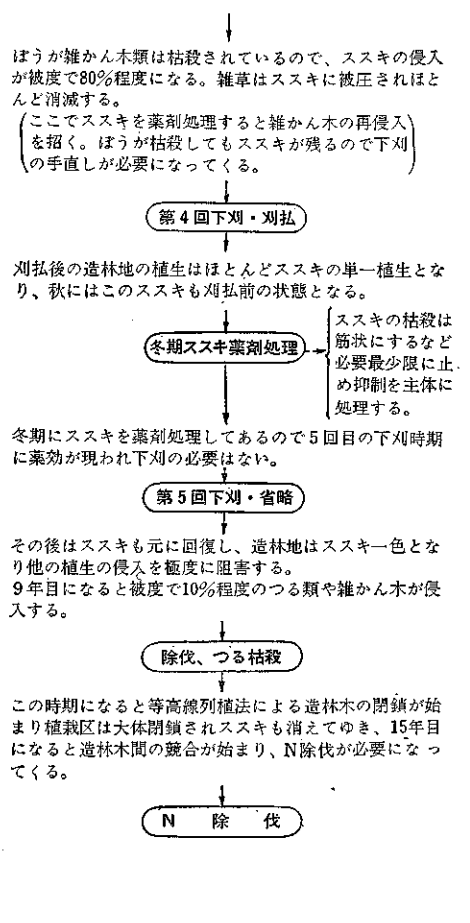 ぼうが雑かん木類は枯殺されているので、ススキの侵入
が被度で80%程度になる。雑草はススキに被圧されほと
んど消滅する。
(ここでススキを薬剤処理すると雑かん木の再侵入
を招く。ぼうが枯殺してもススキが残るので下刈
の手直しが必要になってくる。)
第4回下刈・刈払
刈払後の造林地の植生はほとんどススキの単一植生とな
り、秋にはこのススキも刈払前の状態となる。
冬期ススキ薬剤処理
ススキの枯殺は
筋状にするなど
必要最少限に止
め抑制を主体に
処理する。
冬期にススキを薬剤処理してあるので5回目の下刈時期
に薬効が現われ下刈の必要はない。
第5回下刈・省略
その後はススキも元に回復し、造林地はススキ一色とな
り他の植生の侵入を極度に阻害する。
9年目になると被度で10%程度のつる類や雑かん木が侵
入する。
除伐、つる枯殺
この時期になると等高線列植法による造林木の閉鎖が始
まり植栽区は大体閉鎖されススキも消えてゆき、15年目
になると造林木間の競合が始まり、N除伐が必要になっ
てくる。
N 除 伐